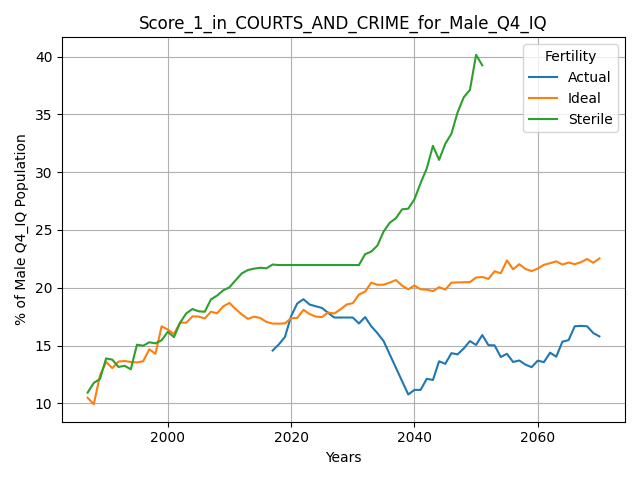 Score_1_in_COURTS_AND_CRIME_for_Male_Q4_IQ
Fertility
Actual
Ideal
Sterile
% of Male Q4_IQ Population
40
35
30
25
20
15
10
2000
2020
2040
2060
Years